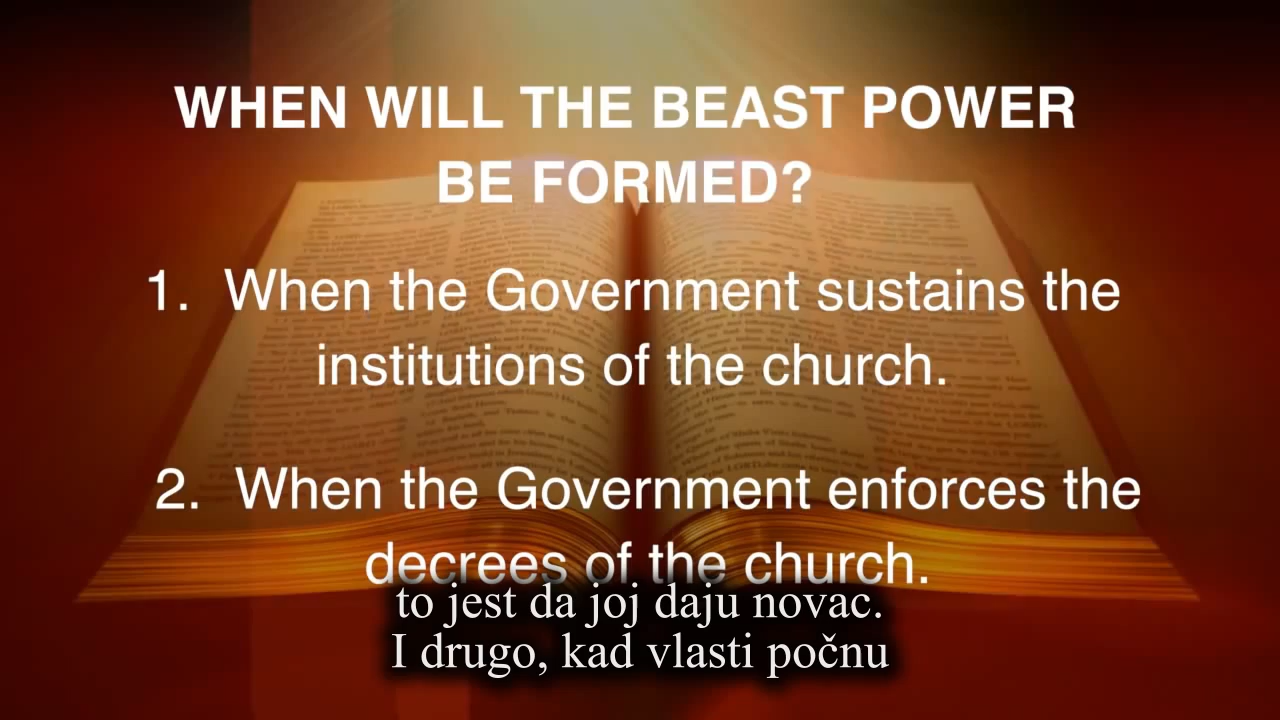 WHEN WILL THE BEAST POWER
BE FORMED?
1. When the Government sustains the
institutions of the church.
2. When the Government enforces the
decrees of the church.
to jest da joj daju novac.
I drugo, kad vlasti počnu